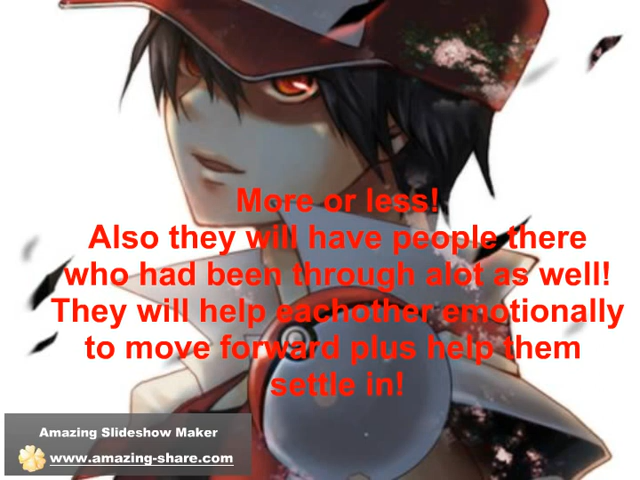 More or less!
Also they will have people there
who had been through alot as well!
They will help eachother emotionally
to move forward plus help them
settle in!
Amazing Slideshow Maker
www.amazing-share.com